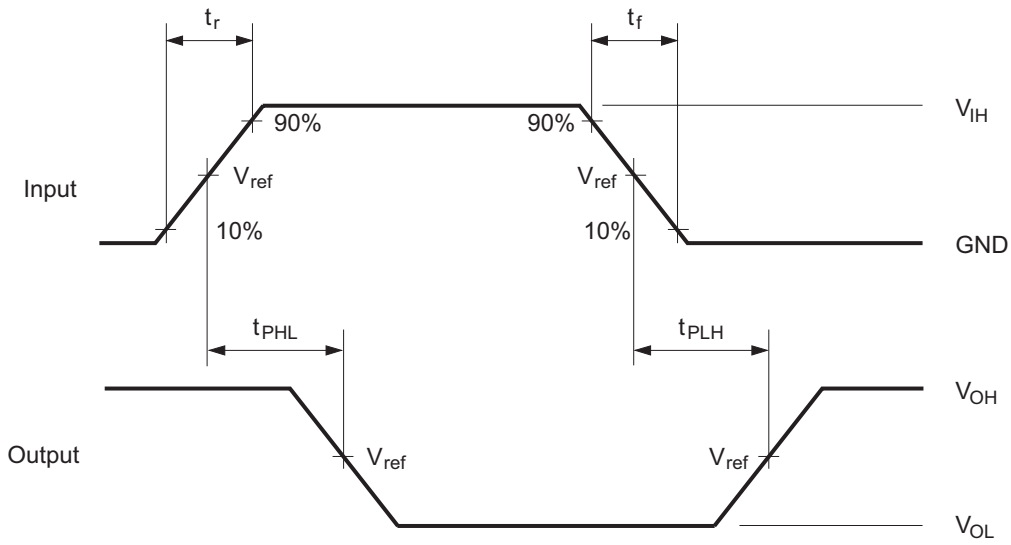 tr
tf
90%
90%
VIH
Input
Vref
Vref
10%
10%
GND
tPHL
tPLH
VOH
Output
Vref
Vref
VOL